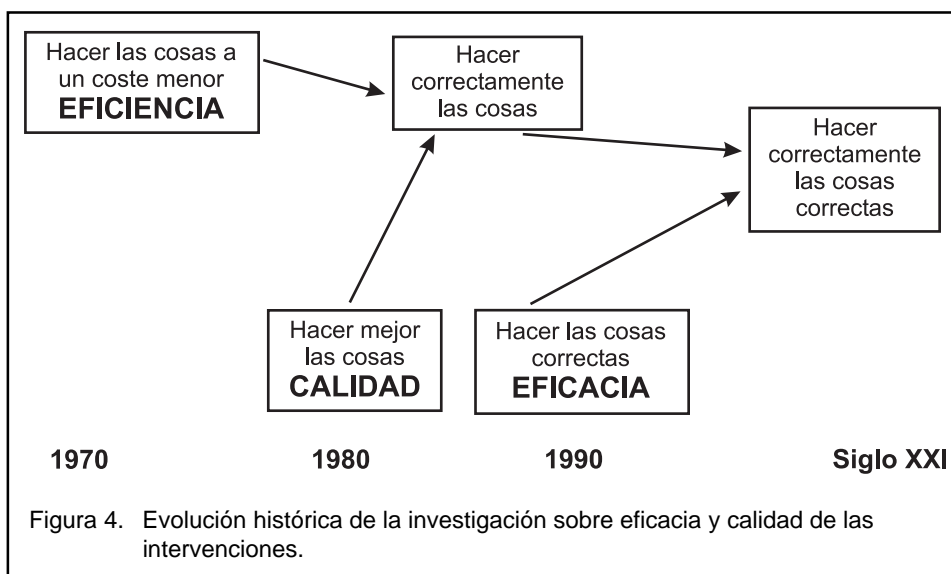 Hacer las cosas a
un coste menor
EFICIENCIA
Hacer
correctamente
las cosas
Hacer
correctamente
las cosas
correctas
Hacer mejor
las cosas
CALIDAD
Hacer las cosas
correctas
EFICACIA
1970 1980 1990 Siglo XXI
Figura 4. Evolución histórica de la investigación sobre eficacia y calidad de las
intervenciones.